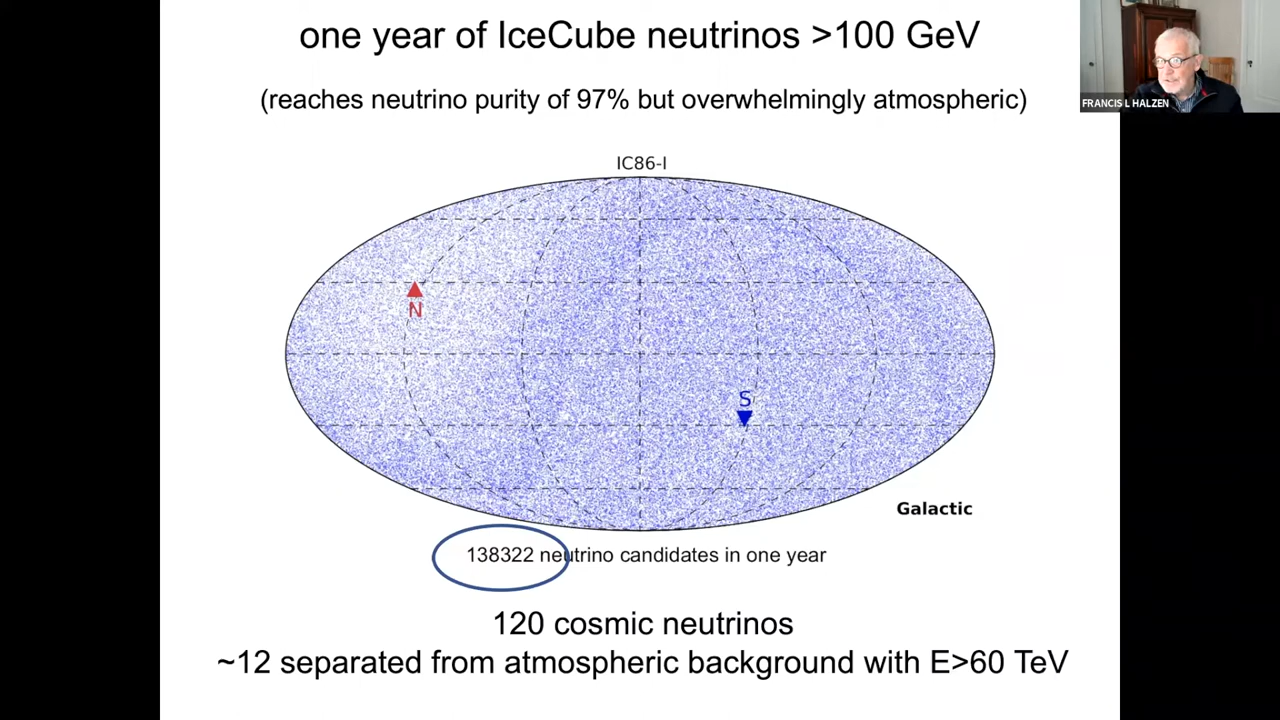 one year of IceCube neutrinos >100 GeV
(reaches neutrino purity of 97% but overwhelmingly atmospheric)
FRANCIS L HALZEN
IC86-I
N
S
Galactic
138322 neutrino candidates in one year
120 cosmic neutrinos
~12 separated from atmospheric background with E>60 TeV